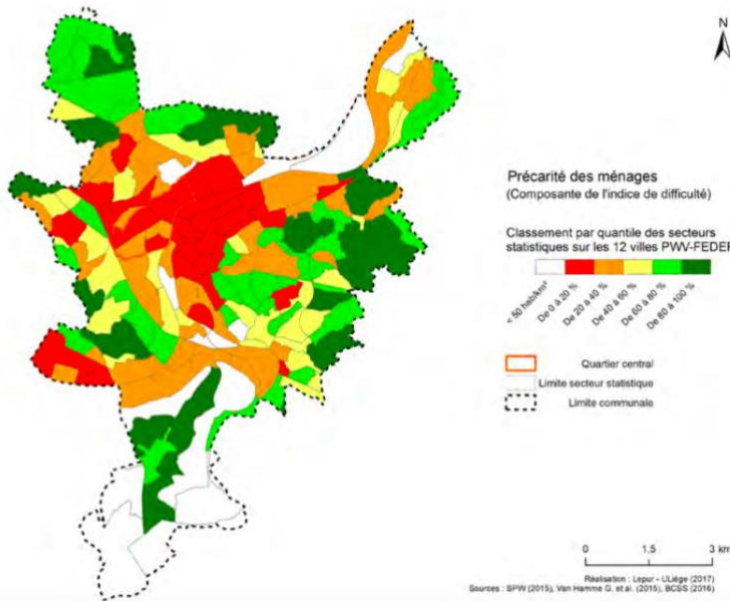 N
Précarité des ménages
(Composante de l'indice de difficulté)
Classement par quantile des secteurs
statistiques sur les 12 villes PWV-FEDER
< 50 hab/km²
De 0 à 20 %
De 20 à 40 %
De 40 à 60 %
De 60 à 80 %
De 80 à 100 %
Quartier central
Limite secteur statistique
Limite communale
0 1,5 3 km
Réalisation : Lepur - ULiège (2017)
Sources : SPW (2015), Van Hamme G. et al. (2015), BCSS (2016)